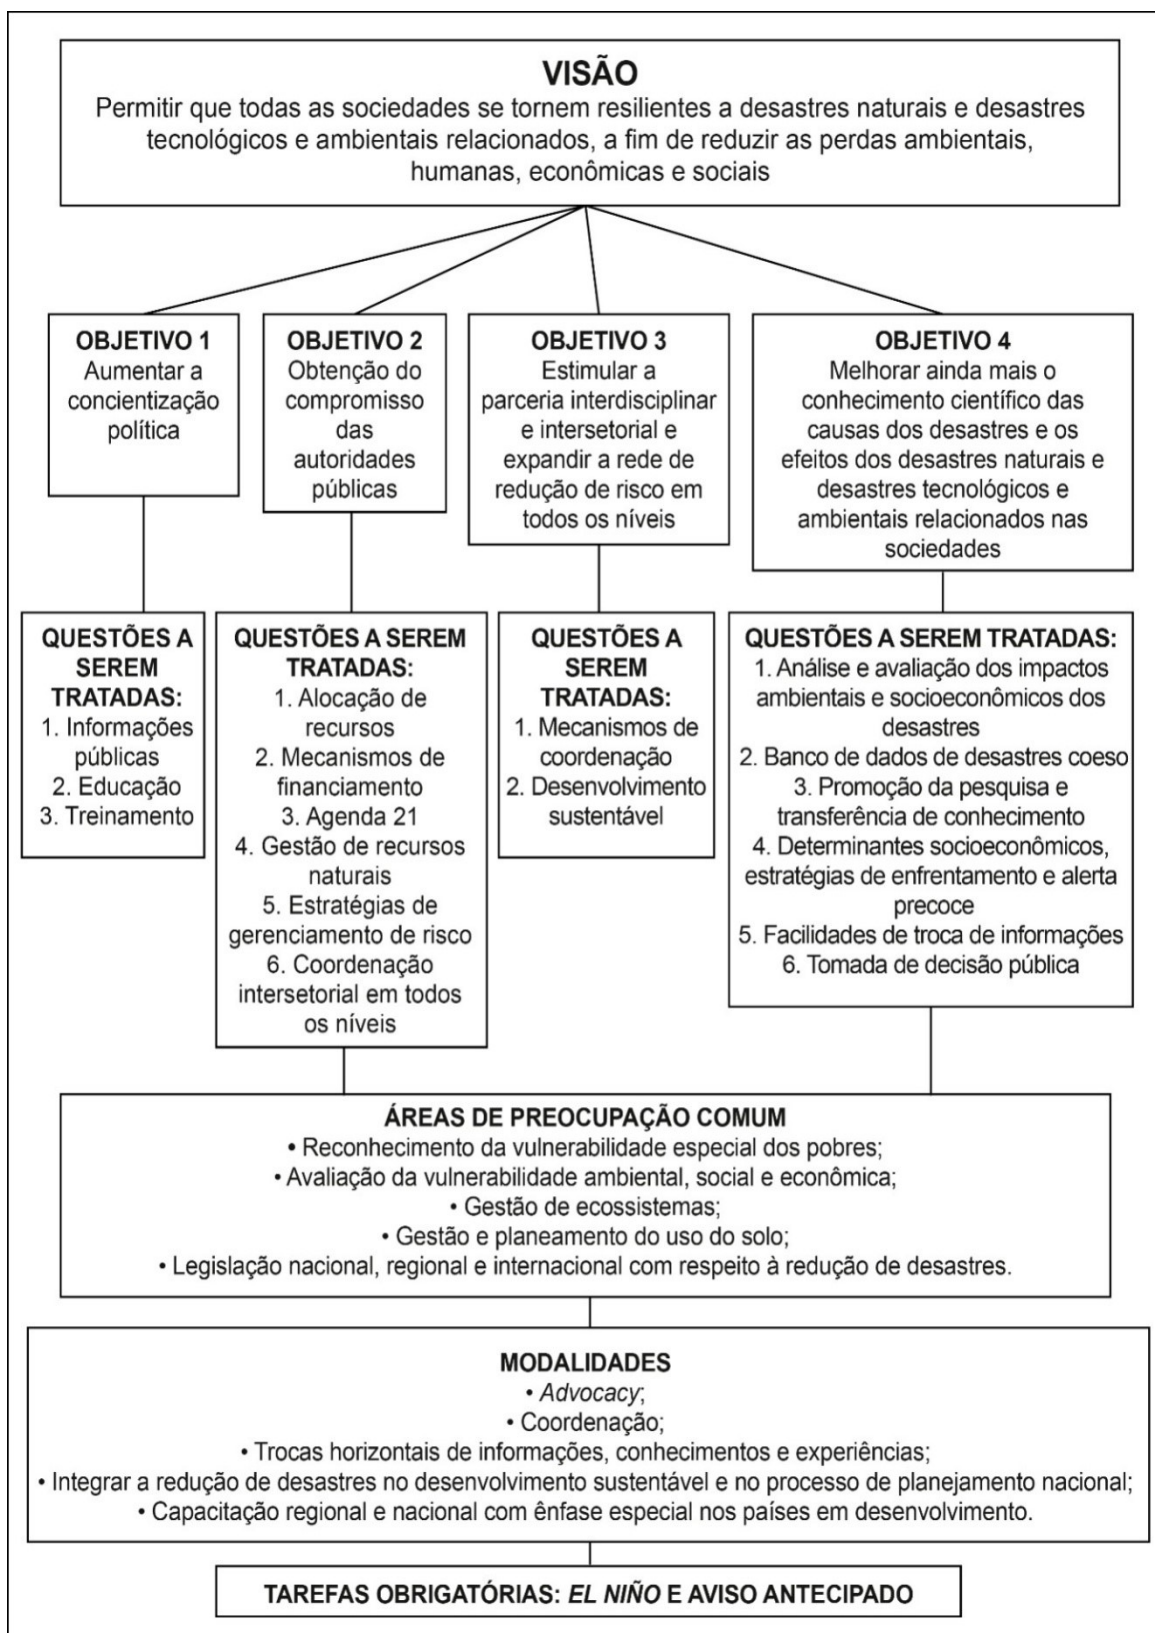 VISÃO
Permitir que todas as sociedades se tornem resilientes a desastres naturais e desastres
tecnológicos e ambientais relacionados, a fim de reduzir as perdas ambientais,
humanas, econômicas e sociais
OBJETIVO 1
Aumentar a
concientização
política
OBJETIVO 2
Obtenção do
compromisso
das
autoridades
públicas
OBJETIVO 3
Estimular a
parceria interdisciplinar
e intersetorial e
expandir a rede de
redução de risco em
todos os níveis
OBJETIVO 4
Melhorar ainda mais o
conhecimento científico das
causas dos desastres e os
efeitos dos desastres naturais e
desastres tecnológicos e
ambientais relacionados nas
sociedades
QUESTÕES A
SEREM
TRATADAS:
1. Informações
públicas
2. Educação
3. Treinamento
QUESTÕES A SEREM
TRATADAS:
1. Alocação de
recursos
2. Mecanismos de
financiamento
3. Agenda 21
4. Gestão de recursos
naturais
5. Estratégias de
gerenciamento de risco
6. Coordenação
intersetorial em todos
os níveis
QUESTÕES A
SEREM
TRATADAS:
1. Mecanismos de
coordenação
2. Desenvolvimento
sustentável
QUESTÕES A SEREM TRATADAS:
1. Análise e avaliação dos impactos
ambientais e socioeconômicos dos
desastres
2. Banco de dados de desastres coeso
3. Promoção da pesquisa e
transferência de conhecimento
4. Determinantes socioeconômicos,
estratégias de enfrentamento e alerta
precoce
5. Facilidades de troca de informações
6. Tomada de decisão pública
ÁREAS DE PREOCUPAÇÃO COMUM
• Reconhecimento da vulnerabilidade especial dos pobres;
• Avaliação da vulnerabilidade ambiental, social e econômica;
• Gestão de ecossistemas;
• Gestão e planeamento do uso do solo;
• Legislação nacional, regional e internacional com respeito à redução de desastres.
MODALIDADES
• Advocacy;
• Coordenação;
• Trocas horizontais de informações, conhecimentos e experiências;
• Integrar a redução de desastres no desenvolvimento sustentável e no processo de planejamento nacional;
• Capacitação regional e nacional com ênfase especial nos países em desenvolvimento.
TAREFAS OBRIGATÓRIAS: EL NIÑO E AVISO ANTECIPADO